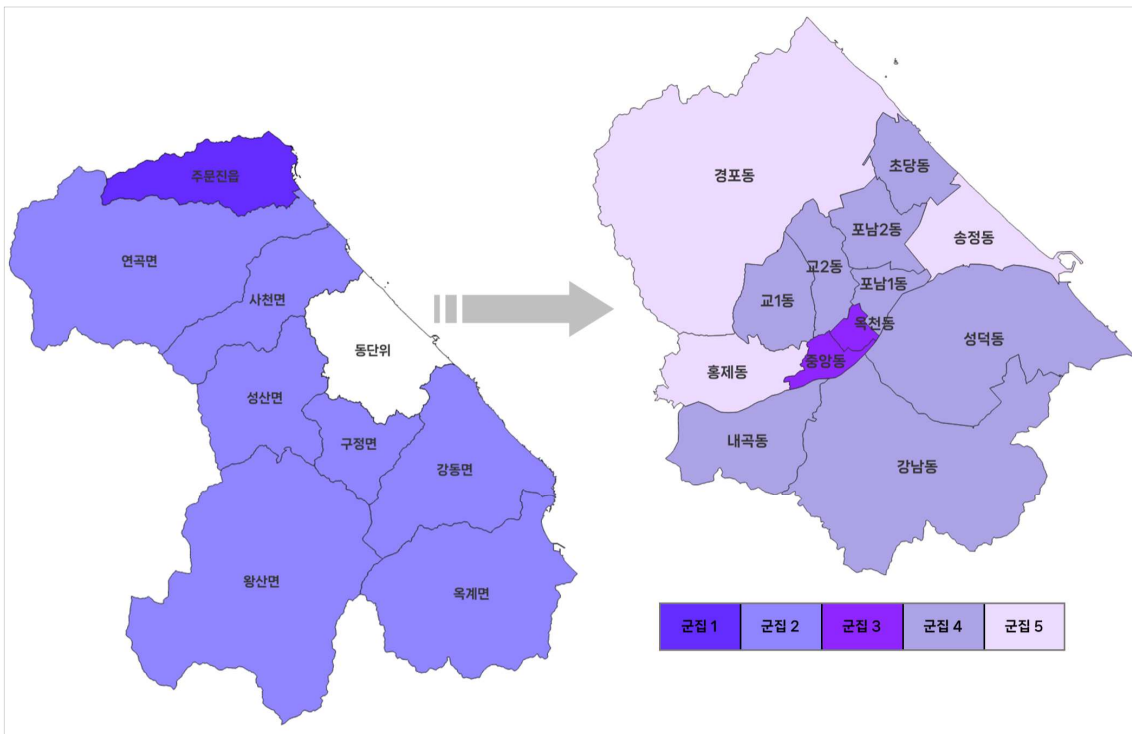 주문진읍
연곡면
사천면
동단위
성산면
구정면
강동면
왕산면
옥계면
경포동
초당동
포남2동
송정동
교2동
포남1동
교1동
옥천동
성덕동
중앙동
홍제동
내곡동
강남동
군집 1
군집 2
군집 3
군집 4
군집 5